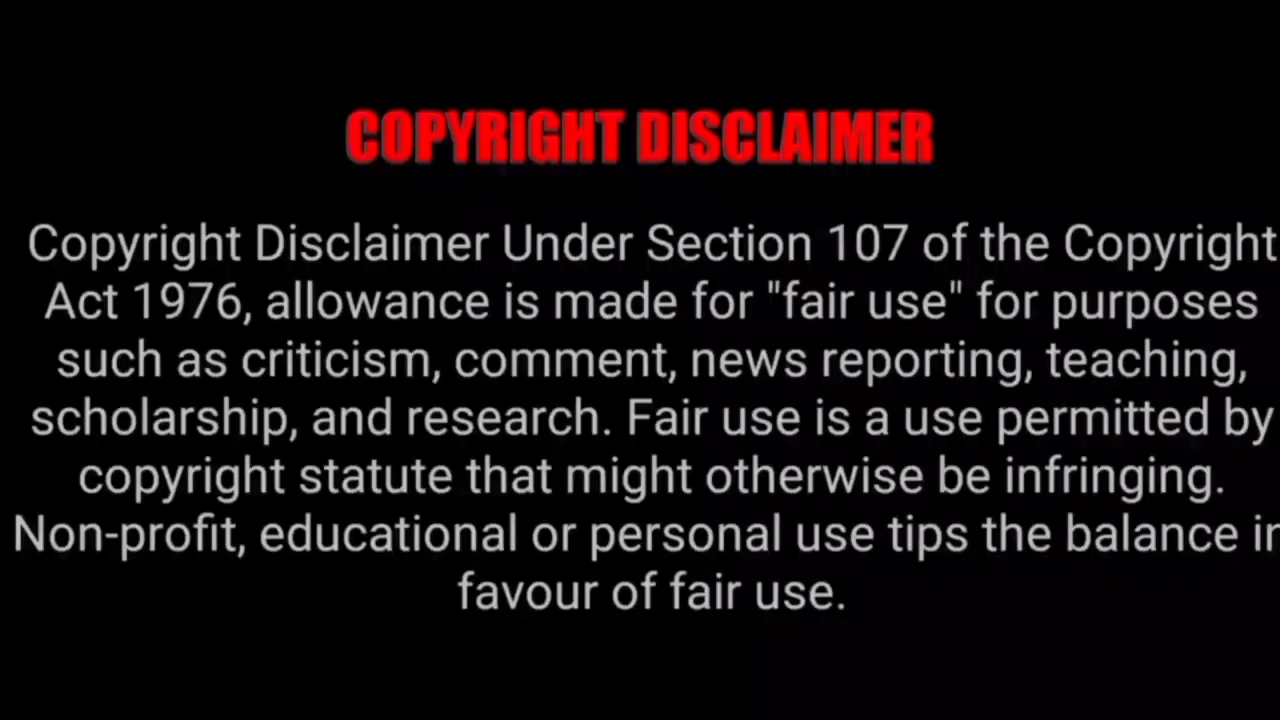 COPYRIGHT DISCLAIMER
Copyright Disclaimer Under Section 107 of the Copyright
Act 1976, allowance is made for "fair use" for purposes
such as criticism, comment, news reporting, teaching,
scholarship, and research. Fair use is a use permitted by
copyright statute that might otherwise be infringing.
Non-profit, educational or personal use tips the balance in
favour of fair use.